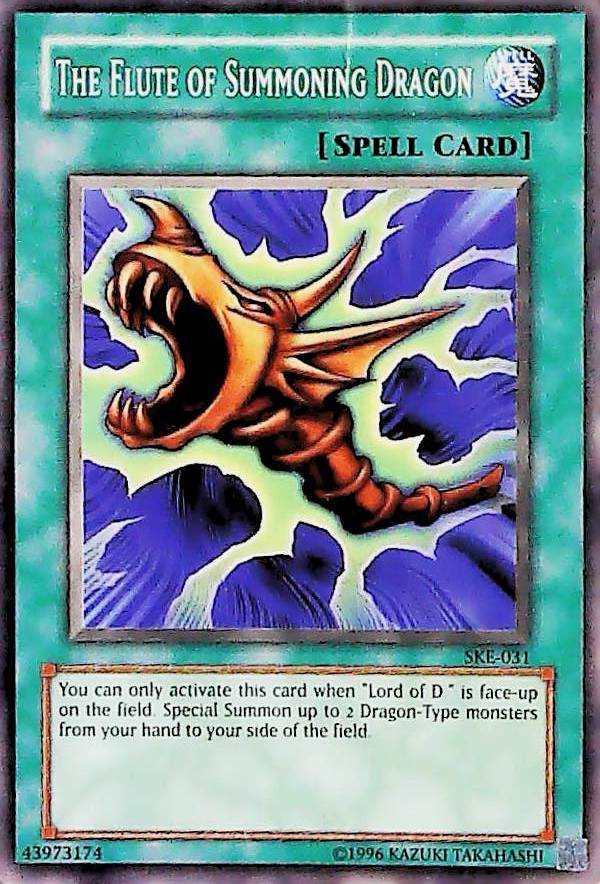 THE FLUTE OF SUMMONING DRAGON 魔
[SPELL CARD]
SKE-031
You can only activate this card when "Lord of D." is face-up
on the field. Special Summon up to 2 Dragon-Type monsters
from your hand to your side of the field.
43973174 ©1996 KAZUKI TAKAHASHI